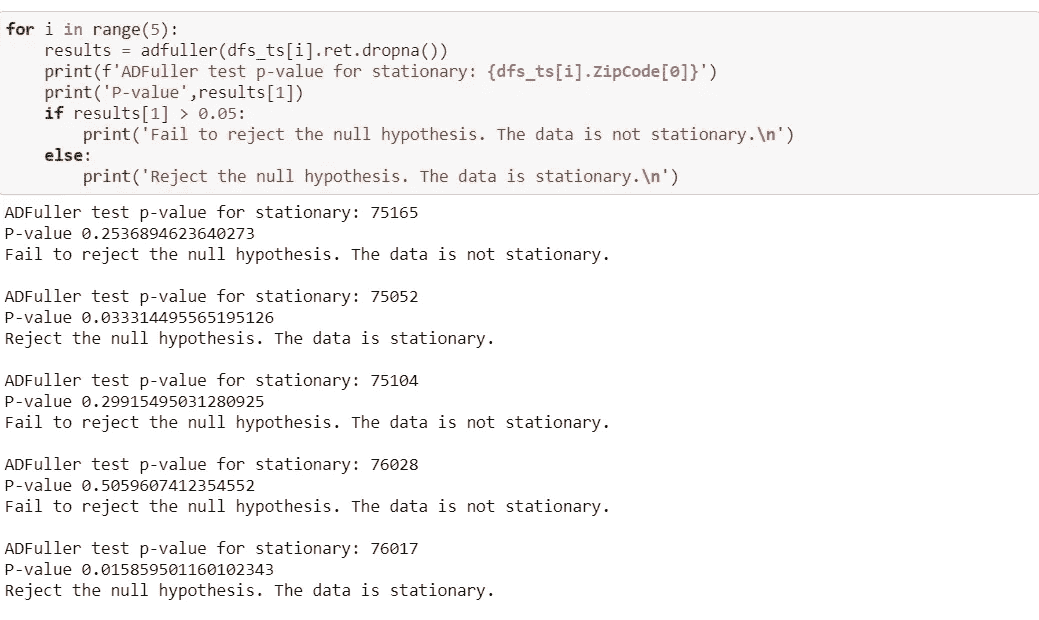 for i in range(5):
    results = adfuller(dfs_ts[i].ret.dropna())
    print(f'ADFuller test p-value for stationary: {dfs_ts[i].ZipCode[0]}')
    print('P-value',results[1])
    if results[1] > 0.05:
        print('Fail to reject the null hypothesis. The data is not stationary.\n')
    else:
        print('Reject the null hypothesis. The data is stationary.\n')
ADFuller test p-value for stationary: 75165
P-value 0.2536894623640273
Fail to reject the null hypothesis. The data is not stationary.
ADFuller test p-value for stationary: 75052
P-value 0.033314495565195126
Reject the null hypothesis. The data is stationary.
ADFuller test p-value for stationary: 75104
P-value 0.29915495031280925
Fail to reject the null hypothesis. The data is not stationary.
ADFuller test p-value for stationary: 76028
P-value 0.5059607412354552
Fail to reject the null hypothesis. The data is not stationary.
ADFuller test p-value for stationary: 76017
P-value 0.015859501160102343
Reject the null hypothesis. The data is stationary.